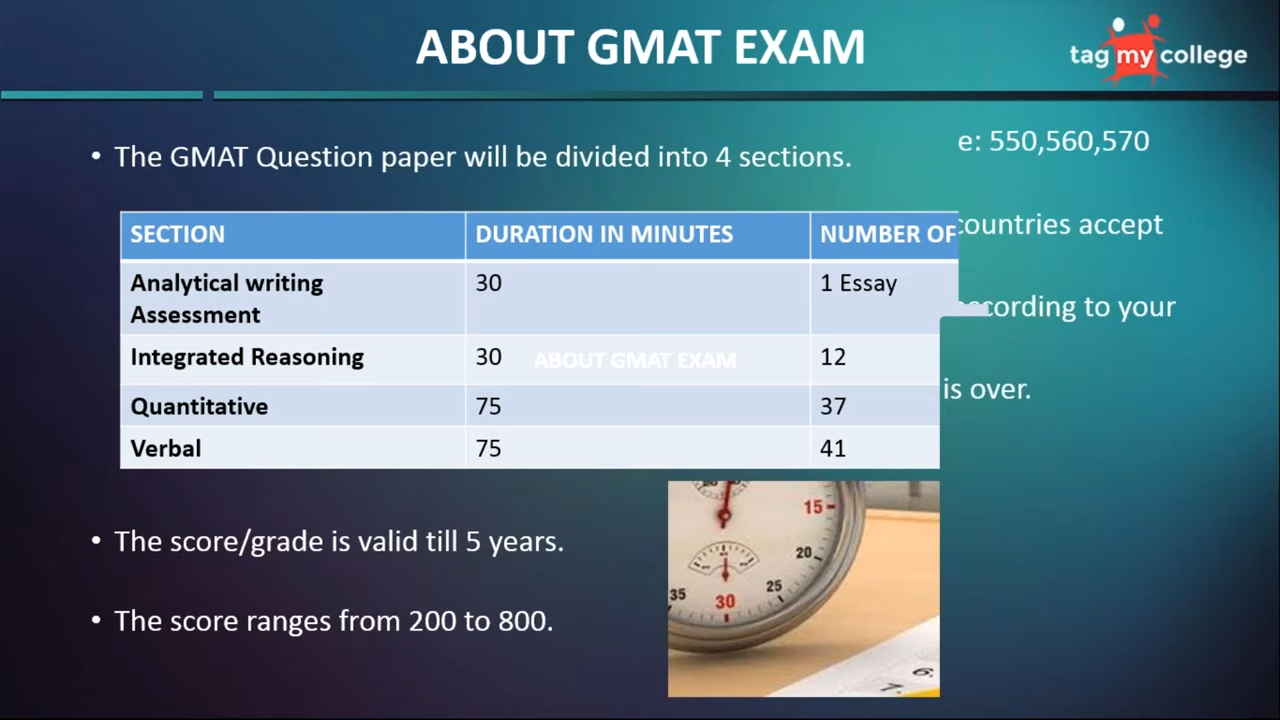 ABOUT GMAT EXAM
tag my college
• The GMAT Question paper will be divided into 4 sections.
e: 550,560,570
SECTION DURATION IN MINUTES NUMBER OF
countries accept
Analytical writing 30 1 Essay
Assessment
according to your
Integrated Reasoning 30 12
ABOUT GMAT EXAM
is over.
Quantitative 75 37
Verbal 75 41
• The score/grade is valid till 5 years.
• The score ranges from 200 to 800.
15
20
25
30
35
6.
7.